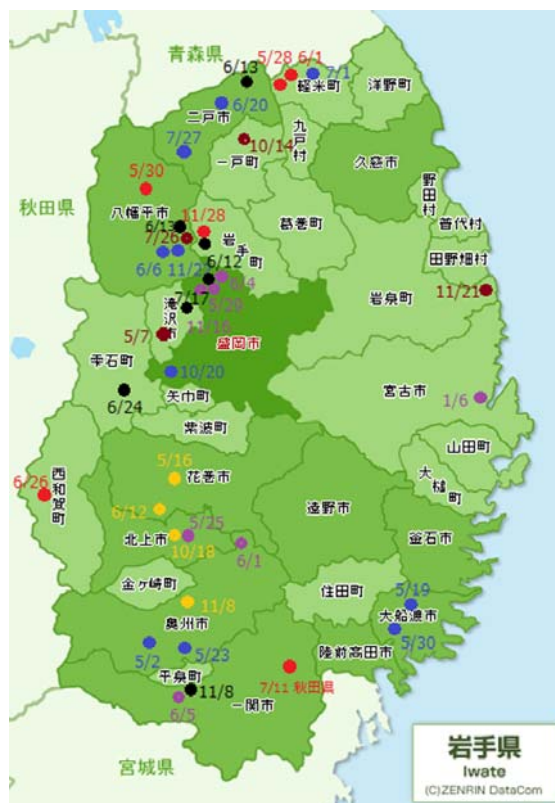 青森県
5/28 6/1
6/13
7/1
軽米町
洋野町
二戸市
6/20
九戸村
7/27
一戸町
10/14
久慈市
5/30
野田村
秋田県
八幡平市
11/28
葛巻町
普代村
6/13
7/26
岩手町
田野畑村
6/6
6/12
6/4
岩泉町
11/21
7/17
5/29
滝沢市
11/16
5/7
盛岡市
雫石町
10/20
宮古市
6/24
矢巾町
1/6
紫波町
山田町
西和賀町
5/16
花巻市
大槌町
6/26
6/12
遠野市
5/25
北上市
釜石市
10/18
6/1
金ヶ崎町
住田町
5/19
11/8
大船渡市
奥州市
5/30
5/2
5/23
陸前高田市
平泉町
11/8
7/11 秋田県
6/5
一関市
宮城県
岩手県
Iwate
(C)ZENRIN DataCom